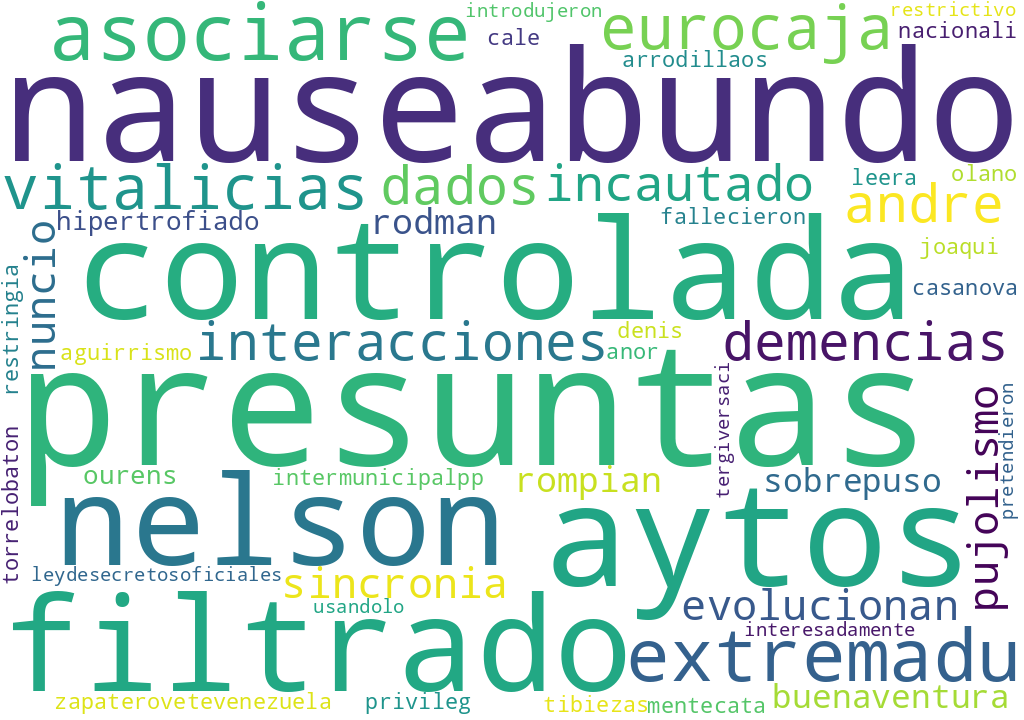 introdujeron
restrictivo
asociarse
eurocaja
cale
nacionali
arrodillaos
nauseabundo
vitalicias
dados
incautado
leera
olano
andre
hipertrofiado
rodman
fallecieron
nuncio
controlada
joaqui
casanova
restringia
interacciones
denis
demencias
aguirrismo
anor
presuntas
tergiversaci
pujolismo
pretendieron
ourens
intermunicipalpp
rompian
sobrepuso
torrelobaton
nelson
aytos
leydesecretosoficiales
sincronia
usandolo
evolucionan
filtrado
interesadamente
extremadu
zapaterovetevenezuela
privileg
tibiezas
mentecata
buenaventura